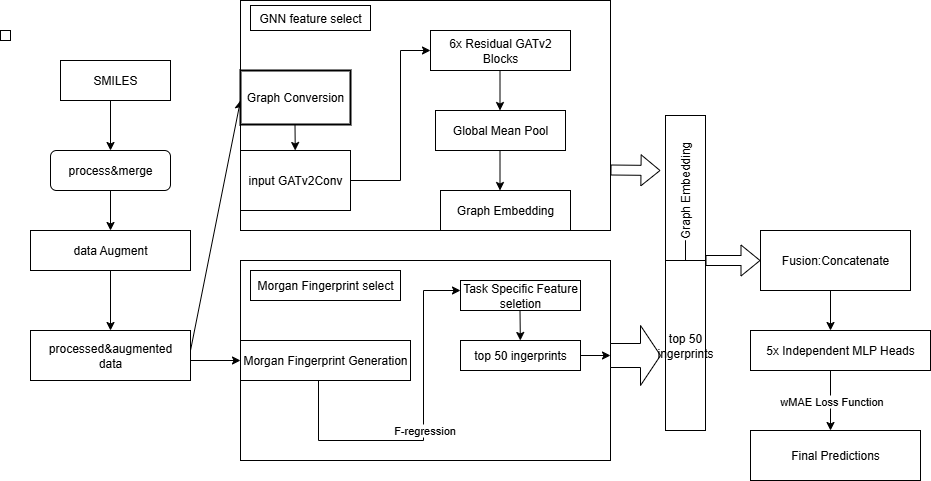 GNN feature select
SMILES
process&merge
data Augment
processed&augmented
data
Graph Conversion
input GATv2Conv
6x Residual GATv2
Blocks
Global Mean Pool
Graph Embedding
Morgan Fingerprint select
Morgan Fingerprint Generation
F-regression
Task Specific Feature
seletion
top 50 ingerprints
Graph Embedding
top 50
ingerprints
Fusion:Concatenate
5x Independent MLP Heads
wMAE Loss Function
Final Predictions